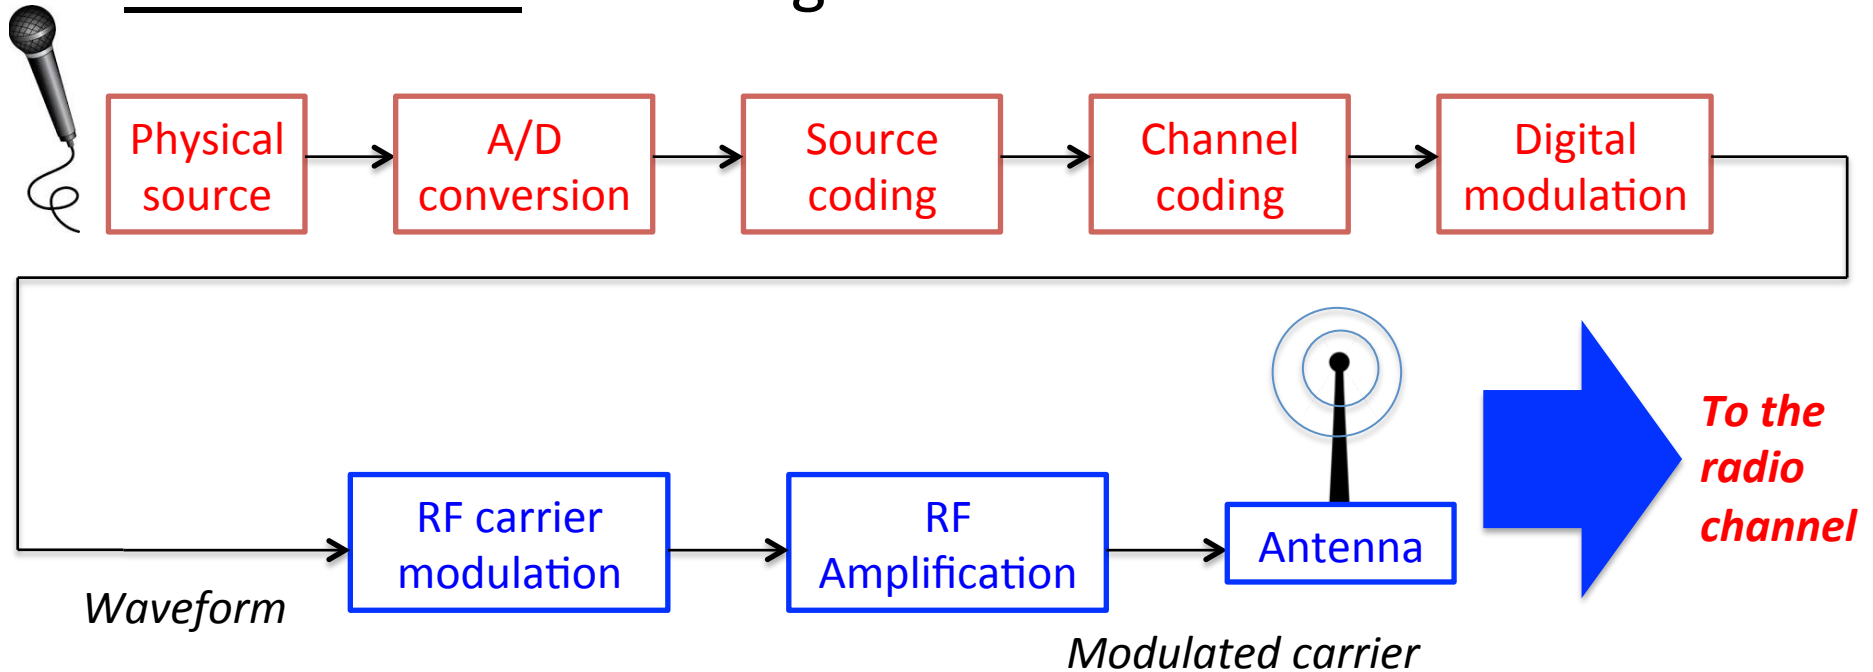 Physical
source
A/D
conversion
Source
coding
Channel
coding
Digital
modulation
RF carrier
modulation
RF
Amplification
Antenna
To the
radio
channel
Waveform
Modulated carrier